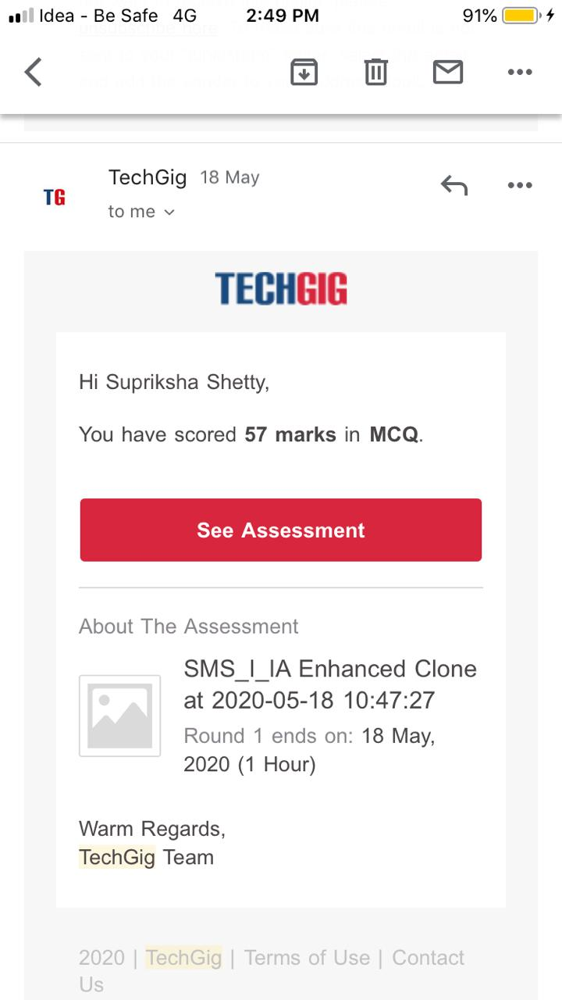 Idea - Be Safe 4G 2:49 PM 91%
unsubscribe here
TG TechGig 18 May
to me
TECHGIG
Hi Supriksha Shetty,
You have scored 57 marks in MCQ.
See Assessment
About The Assessment
SMS_I_IA Enhanced Clone
at 2020-05-18 10:47:27
Round 1 ends on: 18 May,
2020 (1 Hour)
Warm Regards,
TechGig Team
2020 | TechGig | Terms of Use | Contact
Us